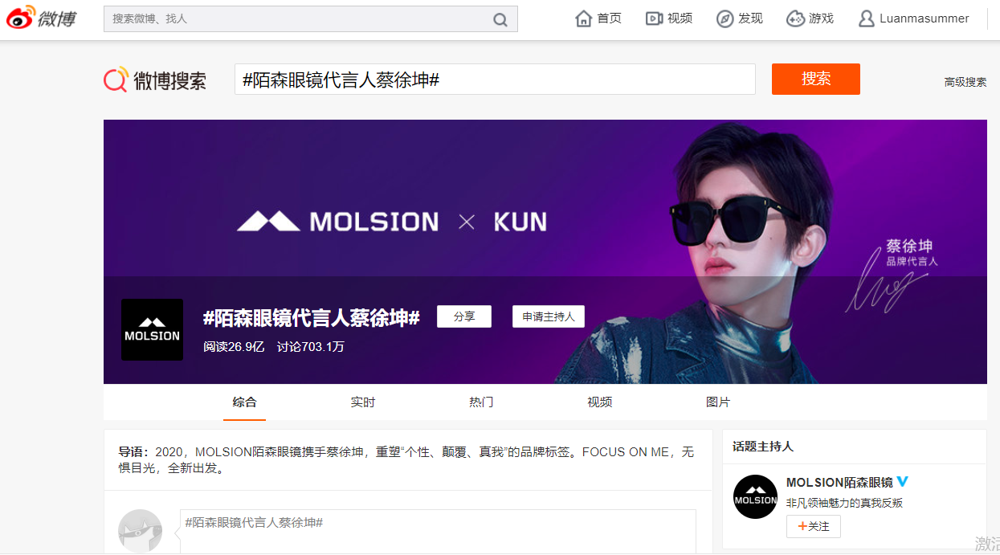 微博
搜索微博、找人
首页
视频
发现
游戏
Luanmasummer
微博搜索
#陌森眼镜代言人蔡徐坤#
搜索
高级搜索
MOLSION × KUN
蔡徐坤
品牌代言人
MOLSION
#陌森眼镜代言人蔡徐坤#
分享
申请主持人
阅读26.9亿 讨论703.1万
综合
实时
热门
视频
图片
导语：2020，MOLSION陌森眼镜携手蔡徐坤，重塑“个性、颠覆、真我”的品牌标签。FOCUS ON ME，无
惧目光，全新出发。
#陌森眼镜代言人蔡徐坤#
话题主持人
MOLSION
MOLSION陌森眼镜
非凡领袖魅力的真我反叛
+关注
激活